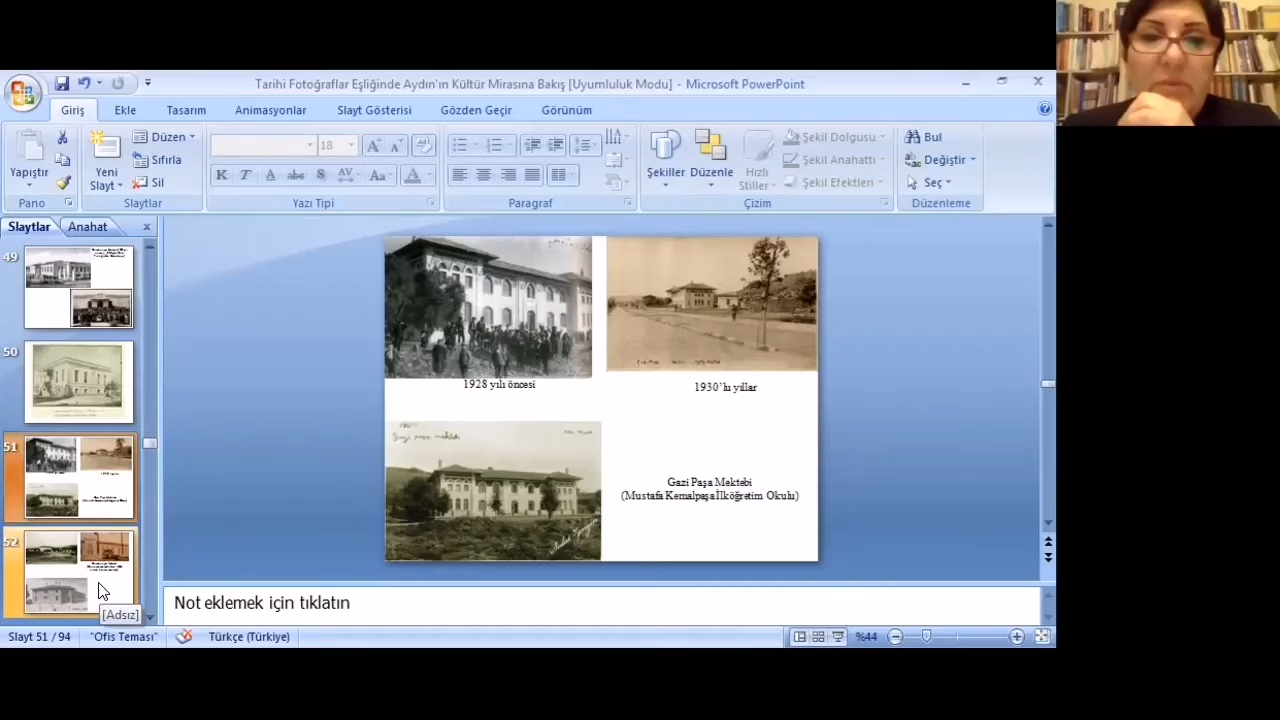 Tarihi Fotoğraflar Eşliğinde Aydın'ın Kültür Mirasına Bakış [Uyumluluk Modu] - Microsoft PowerPoint
Giriş Ekle Tasarım Animasyonlar Slayt Gösterisi Gözden Geçir Görünüm
Yapıştır
Pano
Yeni
Slayt
Düzen
Sıfırla
Sil
Slaytlar
18
K T A abc S AV Aa A
Yazı Tipi
Paragraf
Şekiller
Düzenle
Hızlı
Stiller
Şekil Dolgusu
Şekil Anahattı
Şekil Efektleri
Çizim
Bul
Değiştir
Seç
Düzenleme
Slaytlar Anahat
49
50
51
52
[Adsız]
1928 yılı öncesi
1930'lu yıllar
Gazi Paşa Mektebi
(Mustafa Kemalpaşa İlköğretim Okulu)
Not eklemek için tıklatın
Slayt 51 / 94 "Ofis Teması" Türkçe (Türkiye) %44